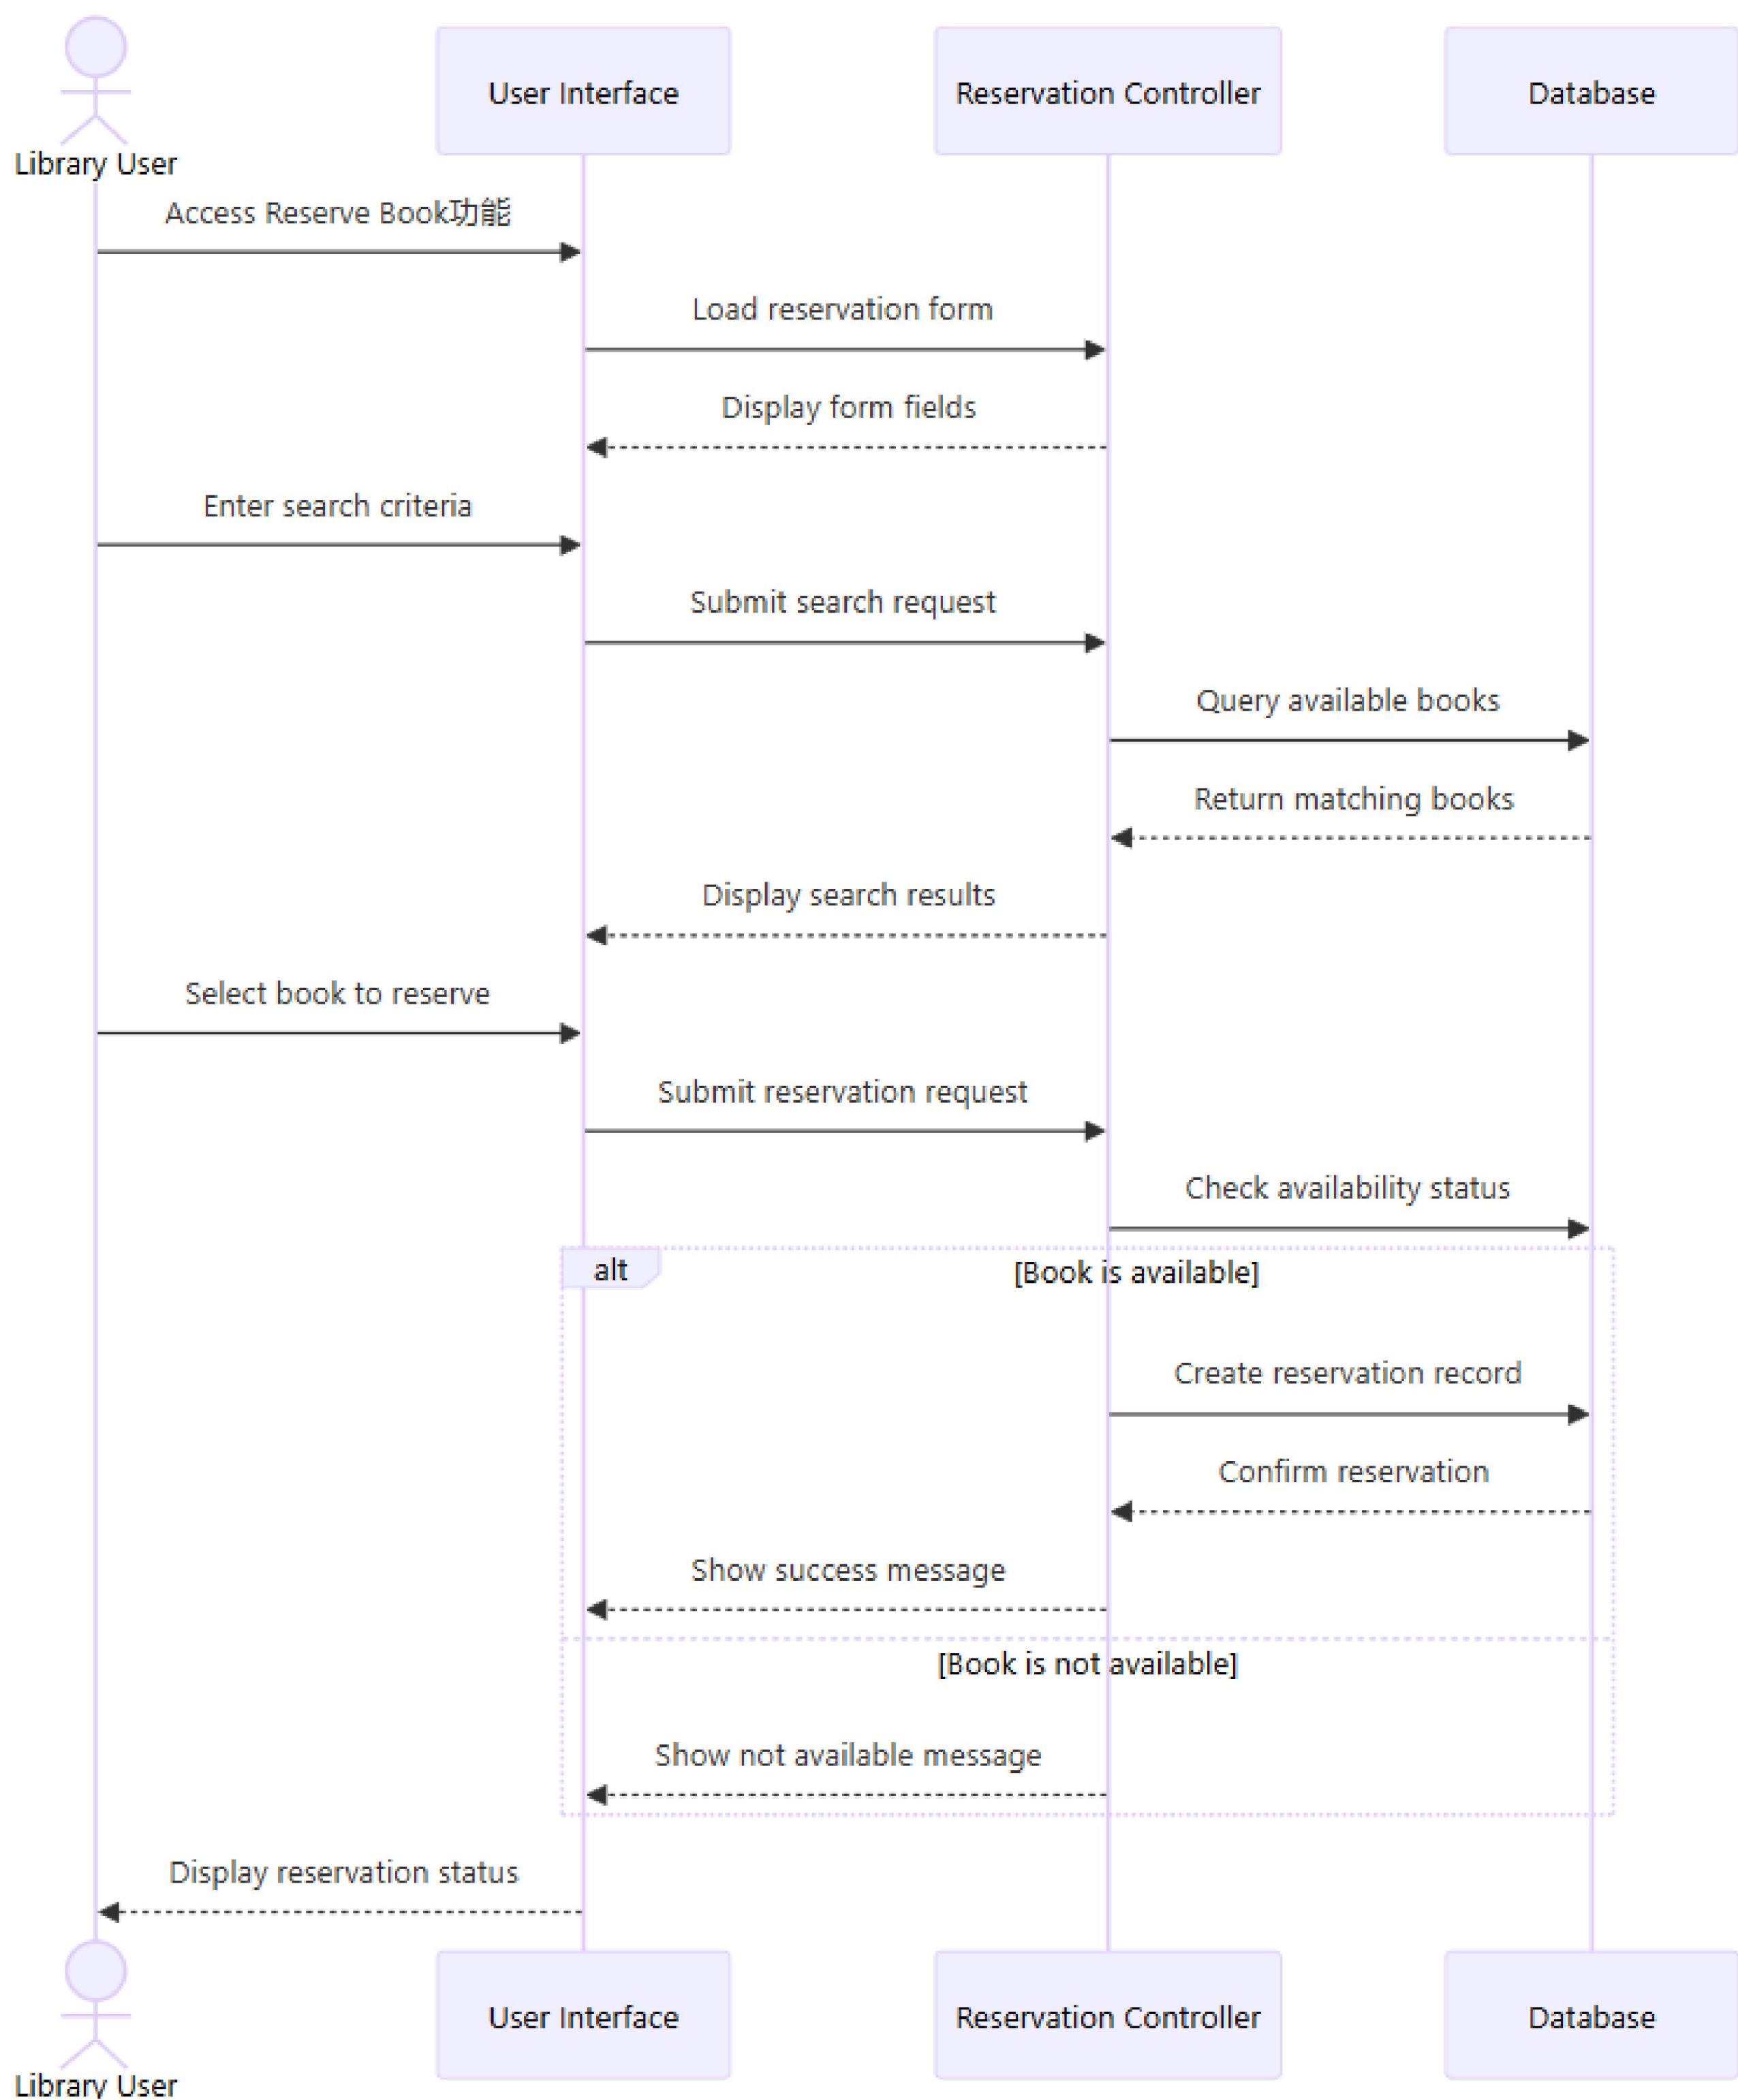 Library User
User Interface
Reservation Controller
Database
Access Reserve Book功能
Load reservation form
Display form fields
Enter search criteria
Submit search request
Query available books
Return matching books
Display search results
Select book to reserve
Submit reservation request
Check availability status
alt
[Book is available]
Create reservation record
Confirm reservation
Show success message
[Book is not available]
Show not available message
Display reservation status
Library User
User Interface
Reservation Controller
Database